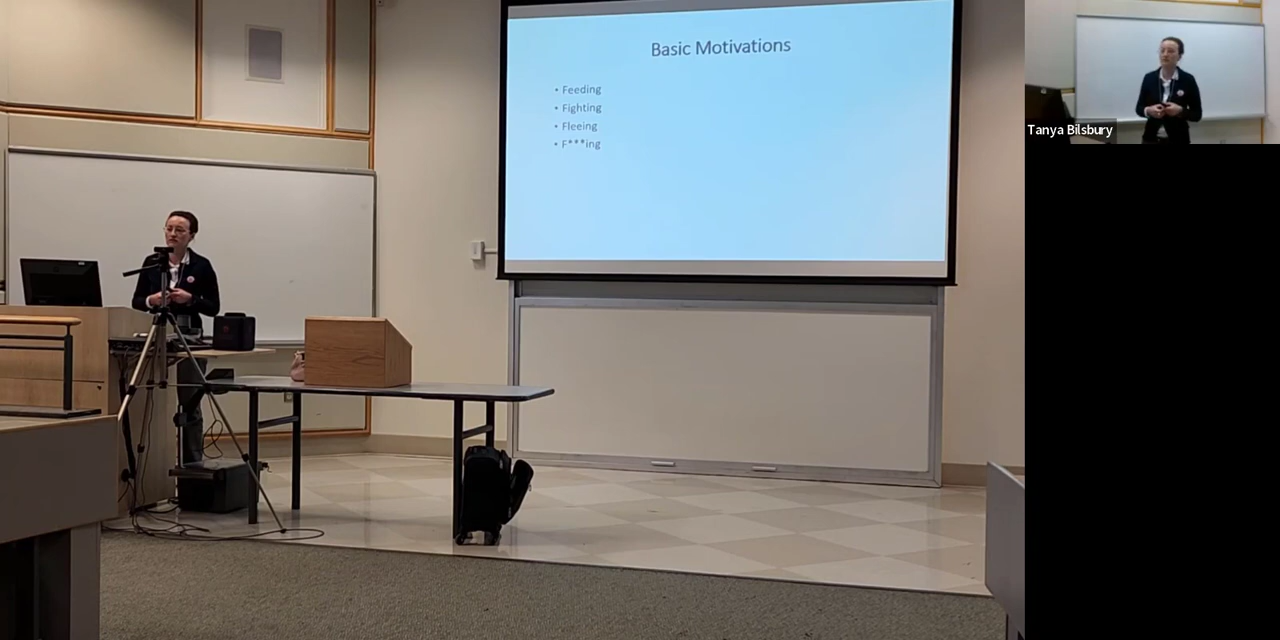 Basic Motivations
• Feeding
• Fighting
• Fleeing
• F***ing
Tanya Bilsbury